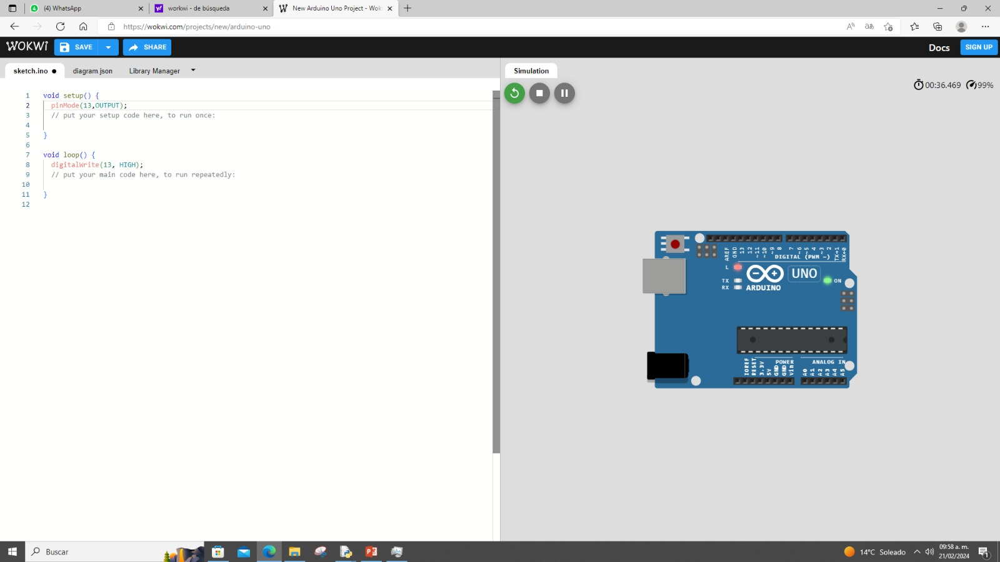 (4) WhatsApp
workwi - de búsqueda
New Arduino Uno Project - Wok
https://wokwi.com/projects/new/arduino-uno
WOKWi
SAVE
SHARE
Docs
SIGN UP
sketch.ino
diagram.json
Library Manager
Simulation
00:36.469
99%
1 void setup() {
2 pinMode(13,OUTPUT);
3 // put your setup code here, to run once:
4
5 }
6
7 void loop() {
8 digitalWrite(13, HIGH);
9 // put your main code here, to run repeatedly:
10
11 }
12
AREF GND 13 12 ~11 ~10 ~9 8 7 ~6 ~5 4 ~3 2 TX→1 RX←0
DIGITAL (PWM ~)
L
UNO
TX
ON
RX
ARDUINO
POWER
ANALOG IN
IOREF RESET 3.3V 5V GND GND Vin A0 A1 A2 A3 A4 A5
Buscar
14°C Soleado
09:58 a. m.
21/02/2024
1